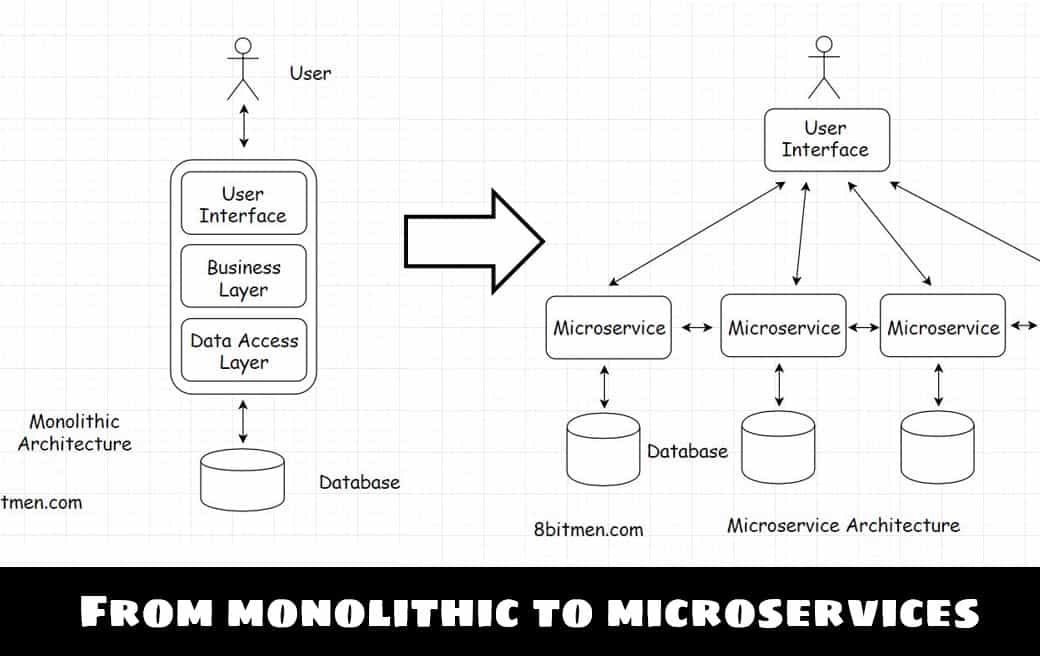 User
User
Interface
Business
Layer
Data Access
Layer
Monolithic
Architecture
Database
tmen.com
User
Interface
Microservice
Microservice
Microservice
Database
8bitmen.com
Microservice Architecture
From monolithic to microservices